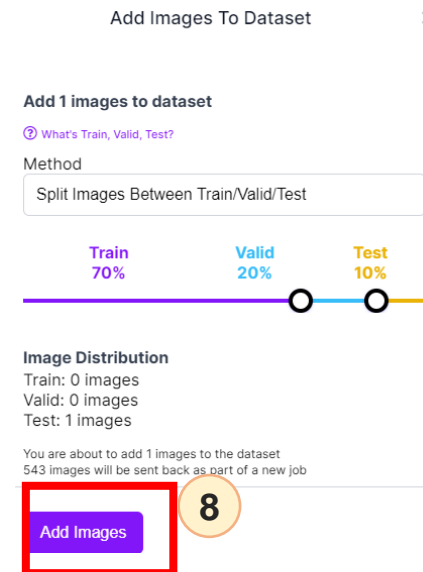 Add Images To Dataset
Add 1 images to dataset
What's Train, Valid, Test?
Method
Split Images Between Train/Valid/Test
Train Valid Test
70% 20% 10%
Image Distribution
Train: 0 images
Valid: 0 images
Test: 1 images
You are about to add 1 images to the dataset
543 images will be sent back as part of a new job
Add Images
8